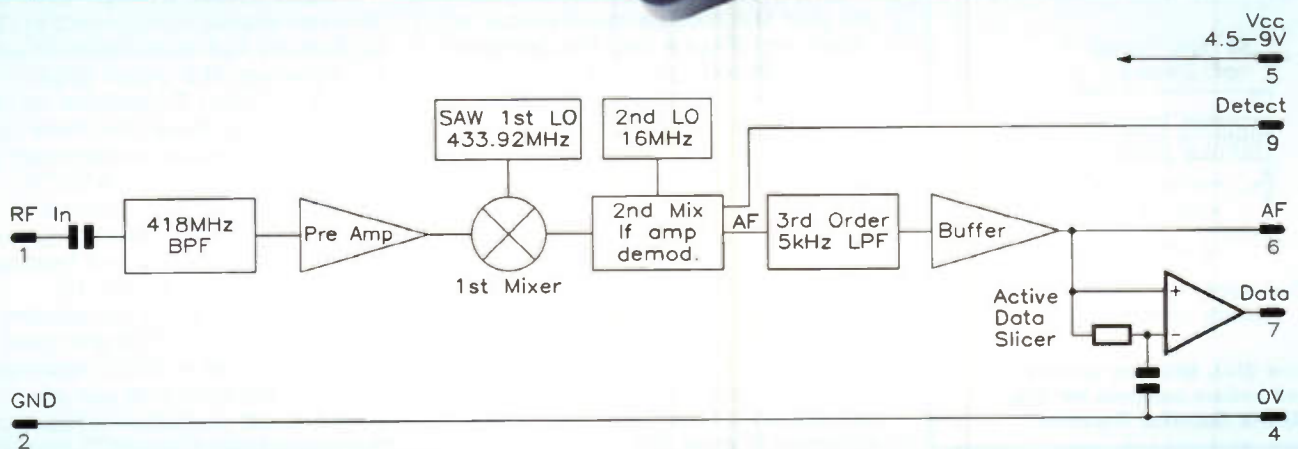 Vcc
4.5–9V
5
Detect
9
SAW 1st LO
433.92MHz
2nd LO
16MHz
RF In
1
418MHz
BPF
Pre Amp
1st Mixer
2nd Mix
If amp
demod.
AF
3rd Order
5kHz LPF
Buffer
AF
6
Active
Data
Slicer
+
-
Data
7
GND
2
0V
4